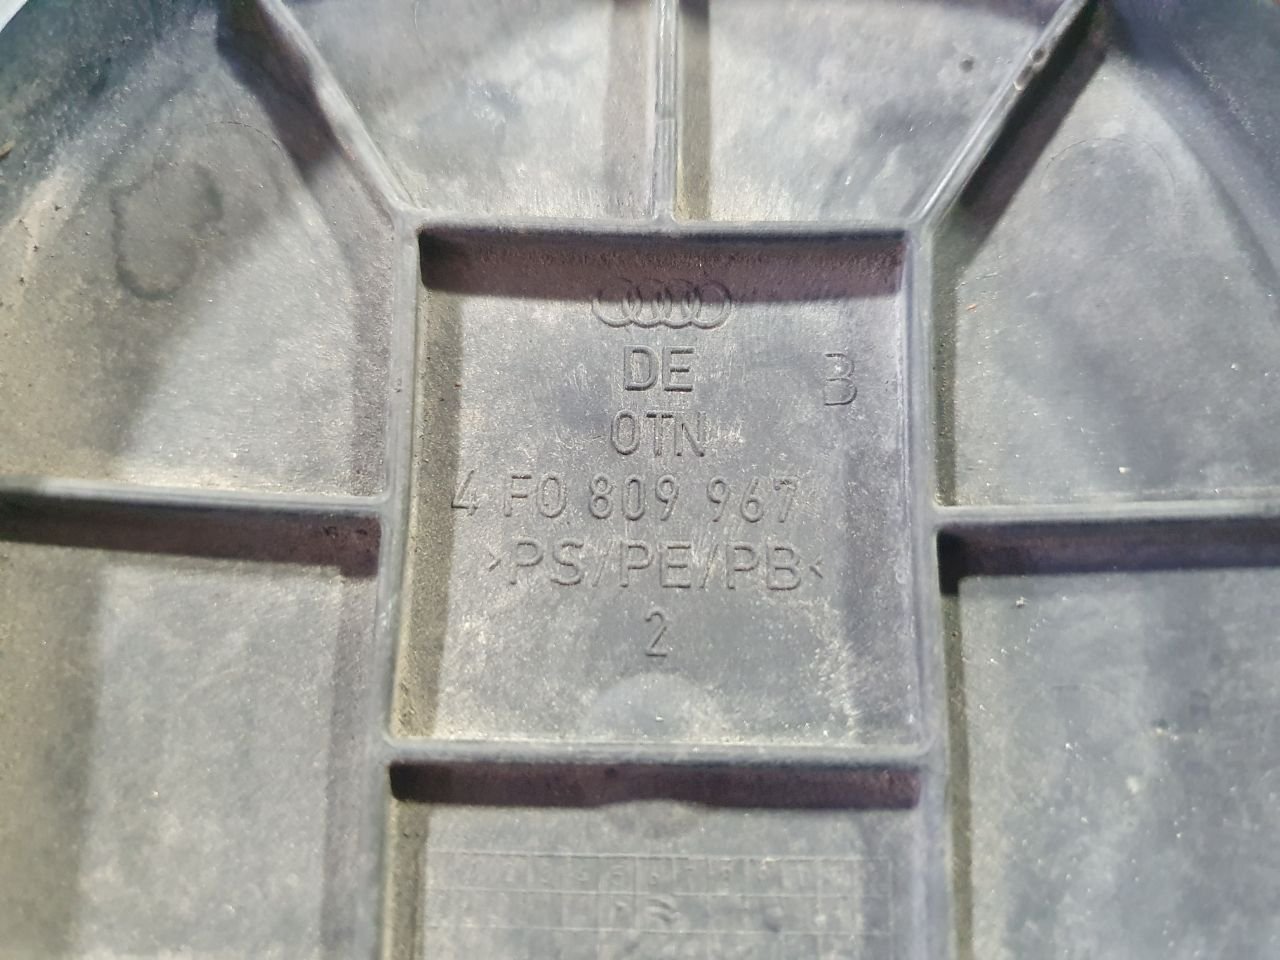 DE
B
OTN
4F0 809 967
>PS/PE/PB<
2